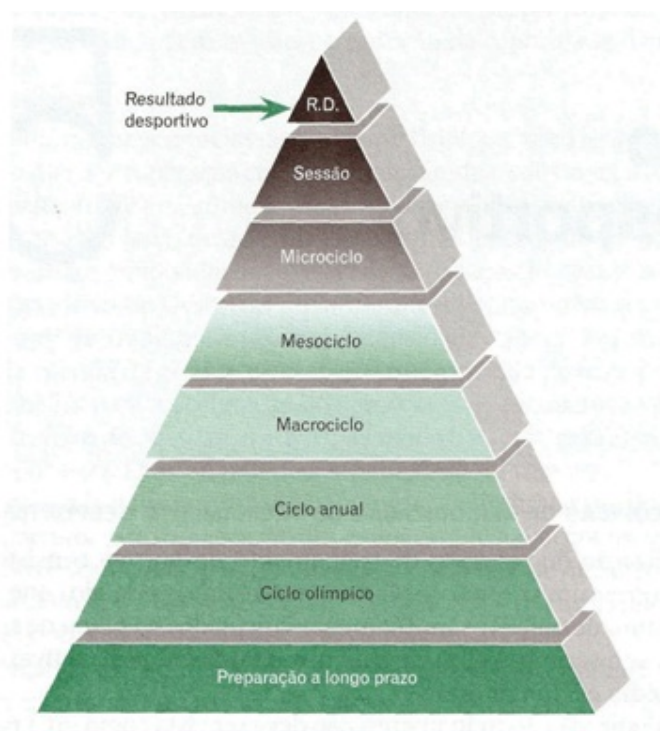 Resultado
desportivo
R.D.
Sessão
Microciclo
Mesociclo
Macrociclo
Ciclo anual
Ciclo olímpico
Preparação a longo prazo